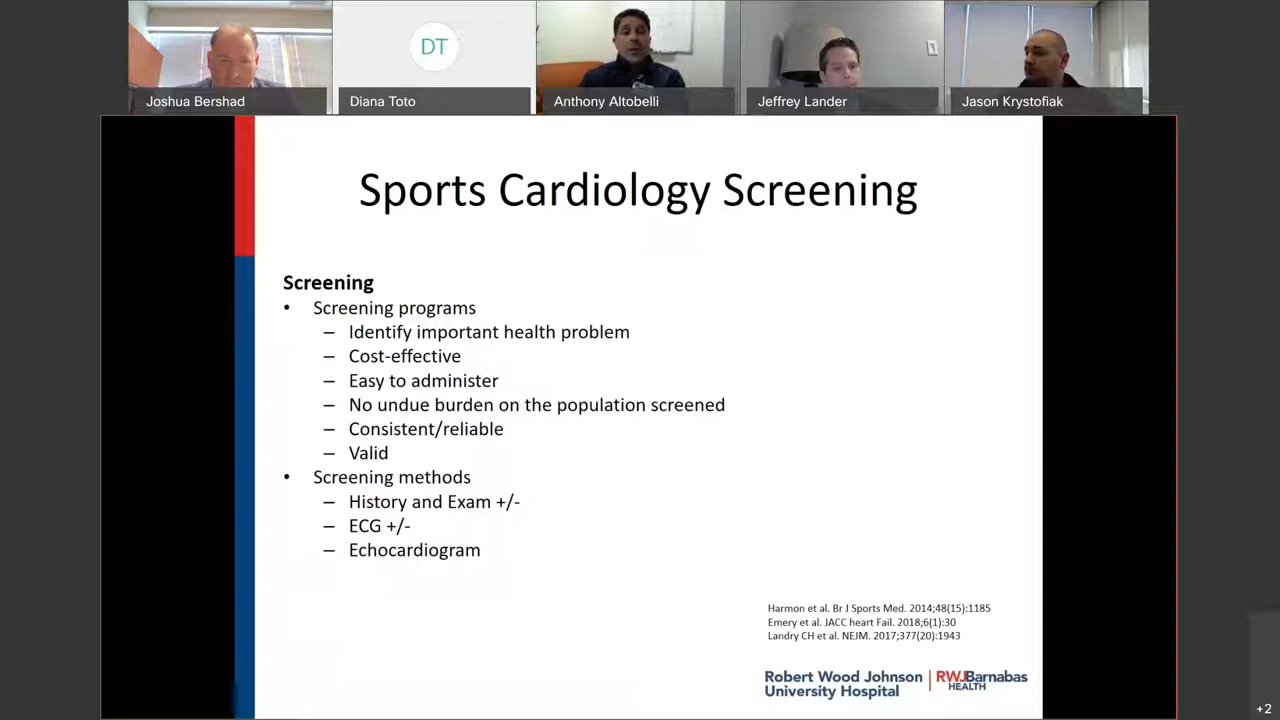 DT
Joshua Bershad
Diana Toto
Anthony Altobelli
Jeffrey Lander
Jason Krystofiak
Sports Cardiology Screening
Screening
• Screening programs
– Identify important health problem
– Cost-effective
– Easy to administer
– No undue burden on the population screened
– Consistent/reliable
– Valid
• Screening methods
– History and Exam +/-
– ECG +/-
– Echocardiogram
Harmon et al. Br J Sports Med. 2014;48(15):1185
Emery et al. JACC heart Fail. 2018;6(1):30
Landry CH et al. NEJM. 2017;377(20):1943
Robert Wood Johnson
University Hospital
RWJBarnabas
HEALTH
+2